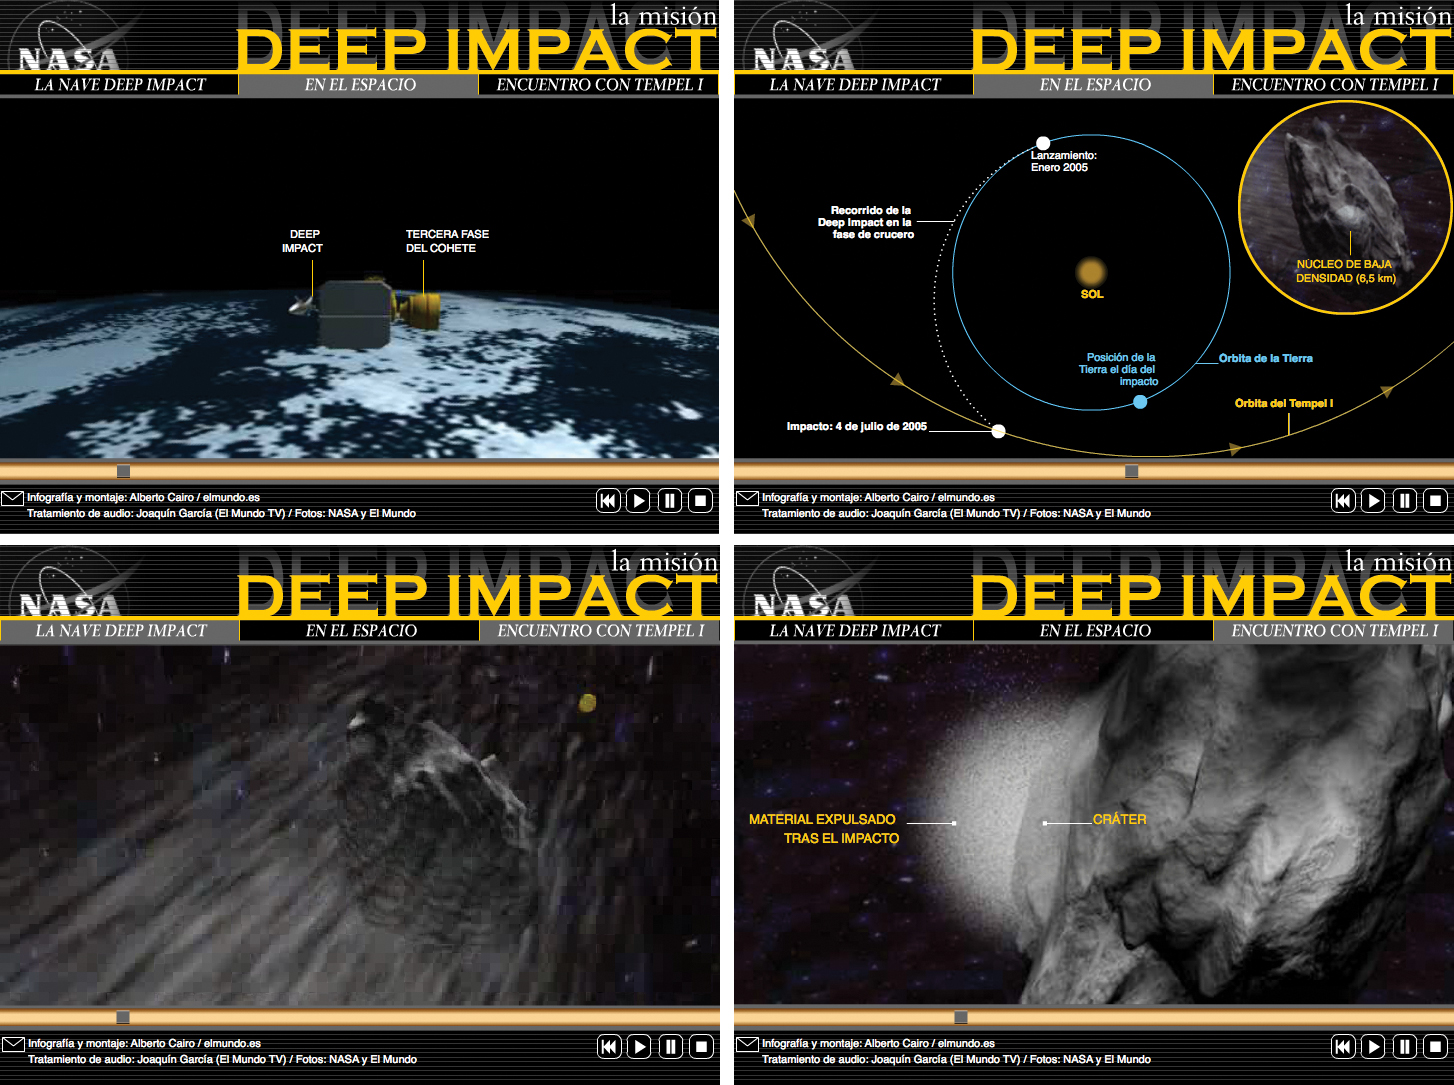 NASA
la misión
DEEP IMPACT
LA NAVE DEEP IMPACT
EN EL ESPACIO
ENCUENTRO CON TEMPEL I
DEEP
IMPACT
TERCERA FASE
DEL COHETE
Infografía y montaje: Alberto Cairo / elmundo.es
Tratamiento de audio: Joaquín García (El Mundo TV) / Fotos: NASA y El Mundo
NASA
la misión
DEEP IMPACT
LA NAVE DEEP IMPACT
EN EL ESPACIO
ENCUENTRO CON TEMPEL I
Lanzamiento:
Enero 2005
Recorrido de la
Deep Impact en la
fase de crucero
NÚCLEO DE BAJA
DENSIDAD (6,5 km)
SOL
Posición de la
Tierra el día del
impacto
Órbita de la Tierra
Órbita del Tempel I
Impacto: 4 de julio de 2005
Infografía y montaje: Alberto Cairo / elmundo.es
Tratamiento de audio: Joaquín García (El Mundo TV) / Fotos: NASA y El Mundo
NASA
la misión
DEEP IMPACT
LA NAVE DEEP IMPACT
EN EL ESPACIO
ENCUENTRO CON TEMPEL I
Infografía y montaje: Alberto Cairo / elmundo.es
Tratamiento de audio: Joaquín García (El Mundo TV) / Fotos: NASA y El Mundo
NASA
la misión
DEEP IMPACT
LA NAVE DEEP IMPACT
EN EL ESPACIO
ENCUENTRO CON TEMPEL I
MATERIAL EXPULSADO
TRAS EL IMPACTO
CRÁTER
Infografía y montaje: Alberto Cairo / elmundo.es
Tratamiento de audio: Joaquín García (El Mundo TV) / Fotos: NASA y El Mundo